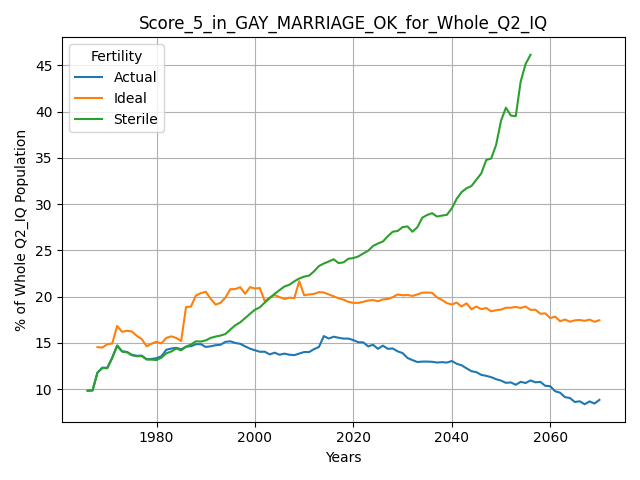 Score_5_in_GAY_MARRIAGE_OK_for_Whole_Q2_IQ
Fertility
Actual
Ideal
Sterile
% of Whole Q2_IQ Population
45
40
35
30
25
20
15
10
1980
2000
2020
2040
2060
Years